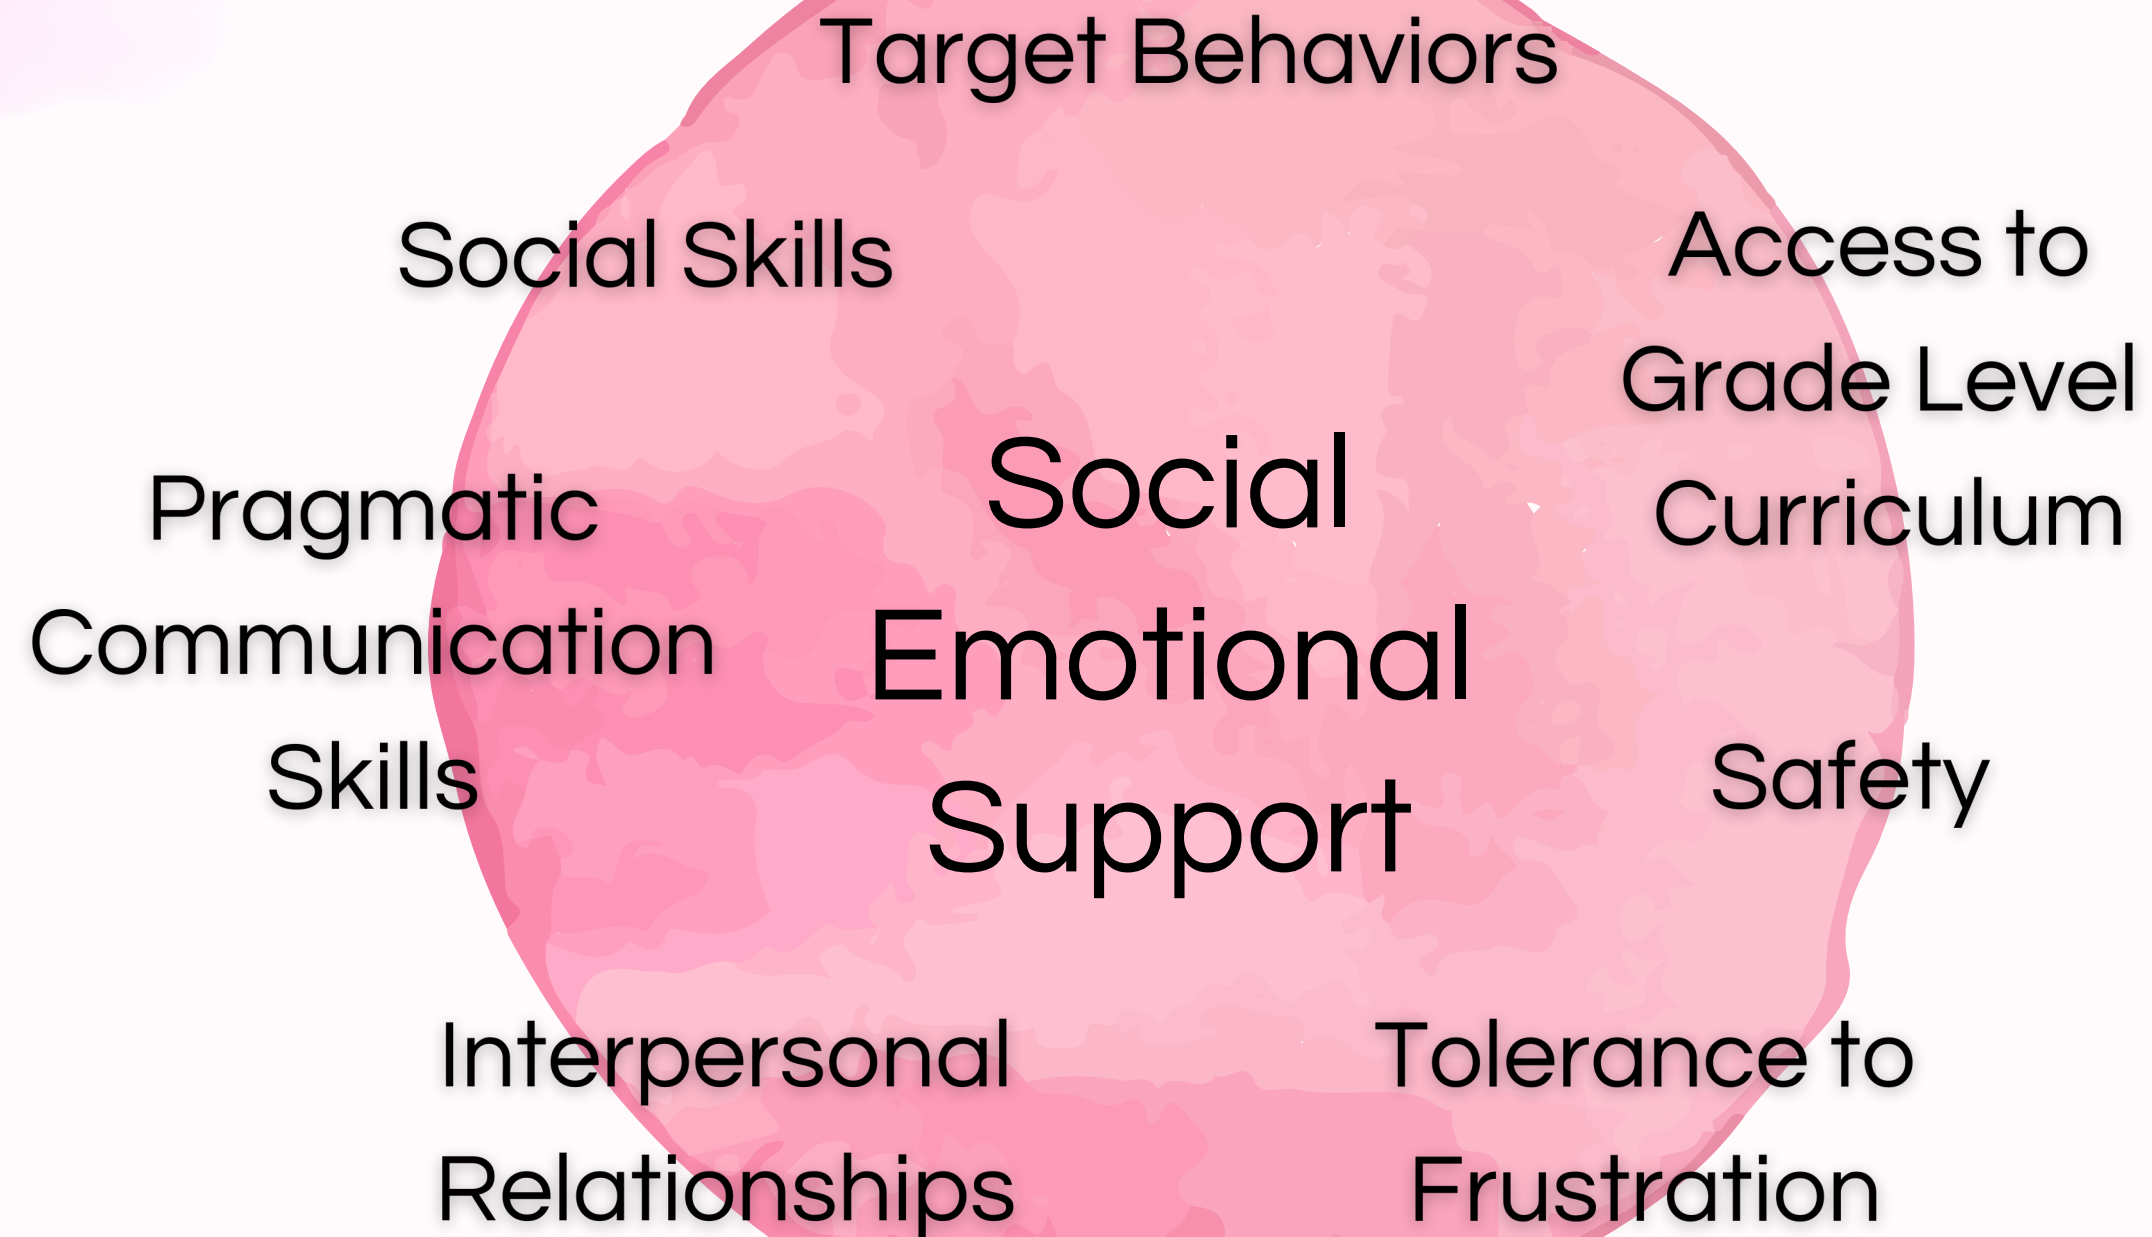 Target Behaviors
Social Skills
Access to
Grade Level
Curriculum
Pragmatic
Communication
Skills
Social
Emotional
Support
Safety
Interpersonal
Relationships
Tolerance to
Frustration